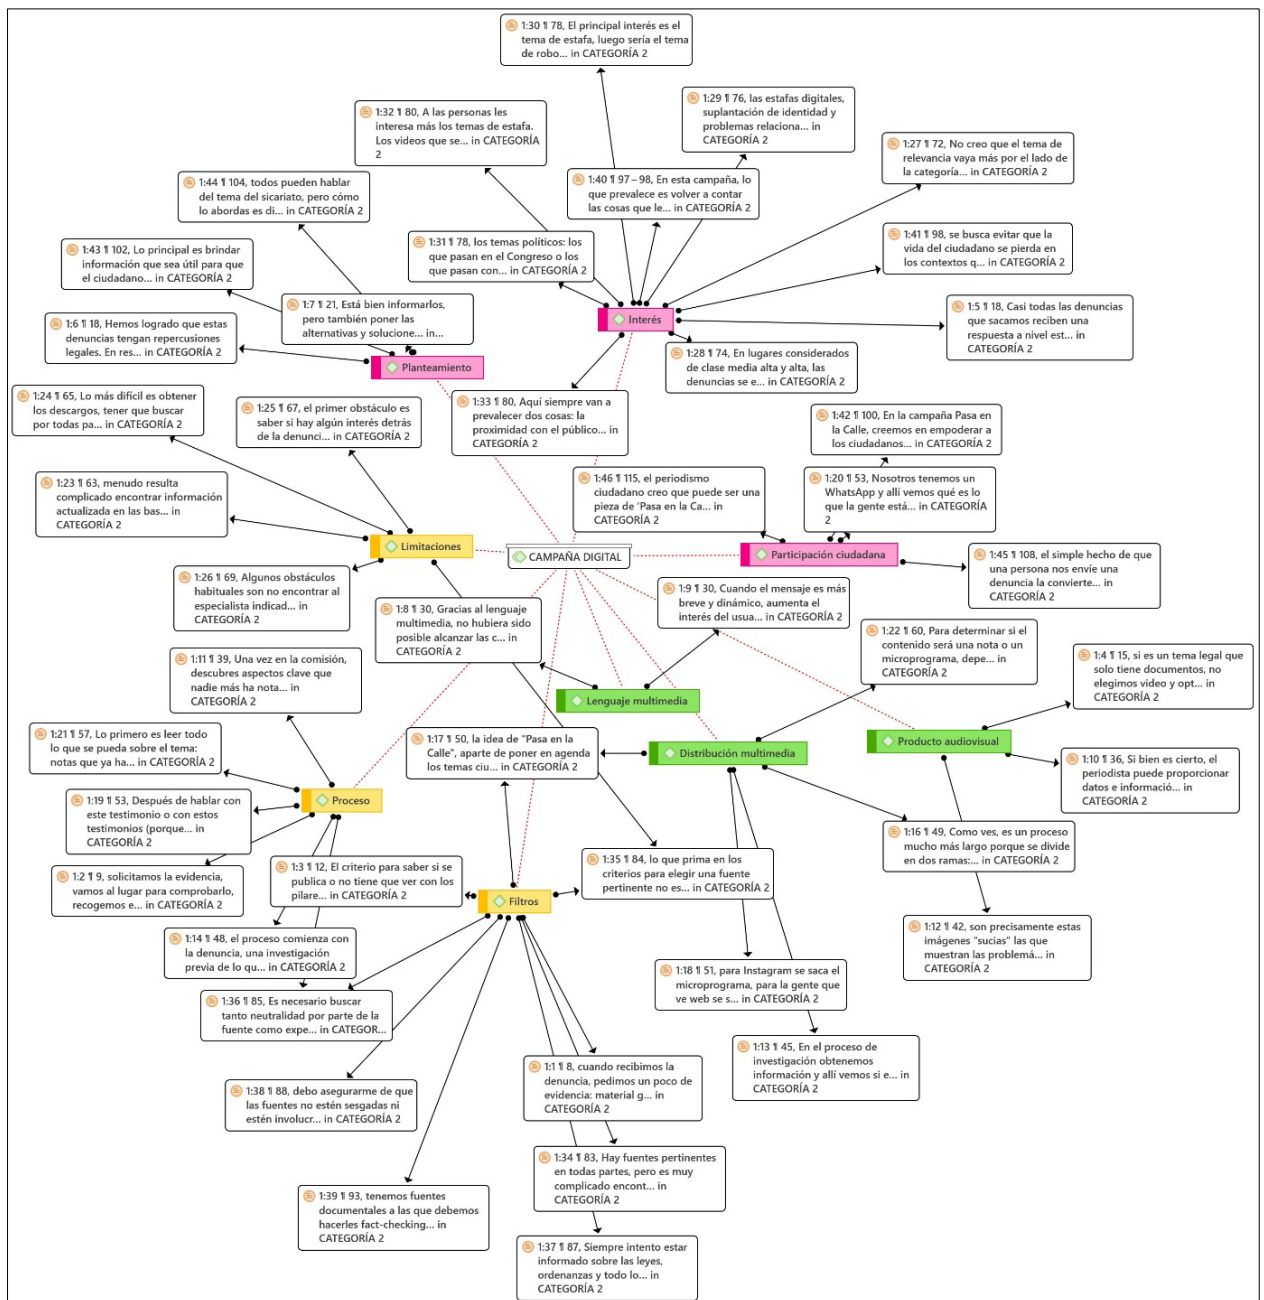 1:30 ¶ 78, El principal interés es el
tema de estafa, luego sería el tema
de robo... in CATEGORÍA 2
1:32 ¶ 80, A las personas les
interesa más los temas de estafa.
Los videos que se... in CATEGORÍA
2
1:29 ¶ 76, las estafas digitales,
suplantación de identidad y
problemas relaciona... in
CATEGORÍA 2
1:27 ¶ 72, No creo que el tema de
relevancia vaya más por el lado de
la categoría... in CATEGORÍA 2
1:44 ¶ 104, todos pueden hablar
del tema del sicariato, pero cómo
lo abordas es di... in CATEGORÍA 2
1:40 ¶ 97 – 98, En esta campaña, lo
que prevalece es volver a contar
las cosas que le... in CATEGORÍA 2
1:43 ¶ 102, Lo principal es brindar
información que sea útil para que
el ciudadano... in CATEGORÍA 2
1:31 ¶ 78, los temas políticos: los
que pasan en el Congreso o los
que pasan con... in CATEGORÍA 2
1:41 ¶ 98, se busca evitar que la
vida del ciudadano se pierda en
los contextos q... in CATEGORÍA 2
1:7 ¶ 21, Está bien informarlos,
pero también poner las
alternativas y solucione... in...
1:6 ¶ 18, Hemos logrado que estas
denuncias tengan repercusiones
legales. En res... in CATEGORÍA 2
Interés
1:5 ¶ 18, Casi todas las denuncias
que sacamos reciben una
respuesta a nivel est... in
CATEGORÍA 2
Planteamiento
1:28 ¶ 74, En lugares considerados
de clase media alta y alta, las
denuncias se e... in CATEGORÍA 2
1:24 ¶ 65, Lo más difícil es obtener
los descargos, tener que buscar
por todas pa... in CATEGORÍA 2
1:25 ¶ 67, el primer obstáculo es
saber si hay algún interés detrás
de la denunci... in CATEGORÍA 2
1:33 ¶ 80, Aquí siempre van a
prevalecer dos cosas: la
proximidad con el público... in
CATEGORÍA 2
1:42 ¶ 100, En la campaña Pasa en
la Calle, creemos en empoderar a
los ciudadanos... in CATEGORÍA 2
1:23 ¶ 63, menudo resulta
complicado encontrar información
actualizada en las bas... in
CATEGORÍA 2
1:46 ¶ 115, el periodismo
ciudadano creo que puede ser una
pieza de 'Pasa en la Ca... in
CATEGORÍA 2
1:20 ¶ 53, Nosotros tenemos un
WhatsApp y allí vemos qué es lo
que la gente está... in CATEGORÍA
2
Limitaciones
CAMPAÑA DIGITAL
Participación ciudadana
1:45 ¶ 108, el simple hecho de que
una persona nos envíe una
denuncia la convierte... in
CATEGORÍA 2
1:26 ¶ 69, Algunos obstáculos
habituales son no encontrar al
especialista indicad... in
CATEGORÍA 2
1:8 ¶ 30, Gracias al lenguaje
multimedia, no hubiera sido
posible alcanzar las c... in
CATEGORÍA 2
1:9 ¶ 30, Cuando el mensaje es más
breve y dinámico, aumenta el
interés del usua... in CATEGORÍA 2
1:22 ¶ 60, Para determinar si el
contenido será una nota o un
microprograma, depe... in
CATEGORÍA 2
1:4 ¶ 15, si es un tema legal que
solo tiene documentos, no
elegimos video y opt... in
CATEGORÍA 2
1:11 ¶ 39, Una vez en la comisión,
descubres aspectos clave que
nadie más ha nota... in
CATEGORÍA 2
Lenguaje multimedia
1:21 ¶ 57, Lo primero es leer todo
lo que se pueda sobre el tema:
notas que ya ha... in
CATEGORÍA 2
1:17 ¶ 50, la idea de "Pasa en la
Calle", aparte de poner en agenda
los temas ciu... in
CATEGORÍA 2
Distribución multimedia
Producto audiovisual
1:10 ¶ 36, Si bien es cierto, el
periodista puede proporcionar
datos e informació... in
CATEGORÍA 2
Proceso
1:19 ¶ 53, Después de hablar con
este testimonio o con estos
testimonios (porque... in
CATEGORÍA 2
1:16 ¶ 49, Como ves, es un proceso
mucho más largo porque se divide
en dos ramas:... in CATEGORÍA 2
1:2 ¶ 9, solicitamos la evidencia,
vamos al lugar para comprobarlo,
recogemos e... in CATEGORÍA 2
1:3 ¶ 12, El criterio para saber si se
publica o no tiene que ver con los
pilare... in CATEGORÍA 2
1:35 ¶ 84, lo que prima en los
criterios para elegir una fuente
pertinente no es... in CATEGORÍA 2
Filtros
1:14 ¶ 48, el proceso comienza con
la denuncia, una investigación
previa de lo qu... in CATEGORÍA 2
1:12 ¶ 42, son precisamente estas
imágenes "sucias" las que
muestran las problemá... in
CATEGORÍA 2
1:18 ¶ 51, para Instagram se saca el
microprograma, para la gente que
ve web se s... in CATEGORÍA 2
1:36 ¶ 85, Es necesario buscar
tanto neutralidad por parte de la
fuente como expe... in CATEGOR...
1:13 ¶ 45, En el proceso de
investigación obtenemos
información y allí vemos si e... in
CATEGORÍA 2
1:1 ¶ 8, cuando recibimos la
denuncia, pedimos un poco de
evidencia: material g... in
CATEGORÍA 2
1:38 ¶ 88, debo asegurarme de que
las fuentes no estén sesgadas ni
estén involucr... in CATEGORÍA 2
1:34 ¶ 83, Hay fuentes pertinentes
en todas partes, pero es muy
complicado encont... in
CATEGORÍA 2
1:39 ¶ 93, tenemos fuentes
documentales a las que debemos
hacerles fact-checking... in
CATEGORÍA 2
1:37 ¶ 87, Siempre intento estar
informado sobre las leyes,
ordenanzas y todo lo... in
CATEGORÍA 2